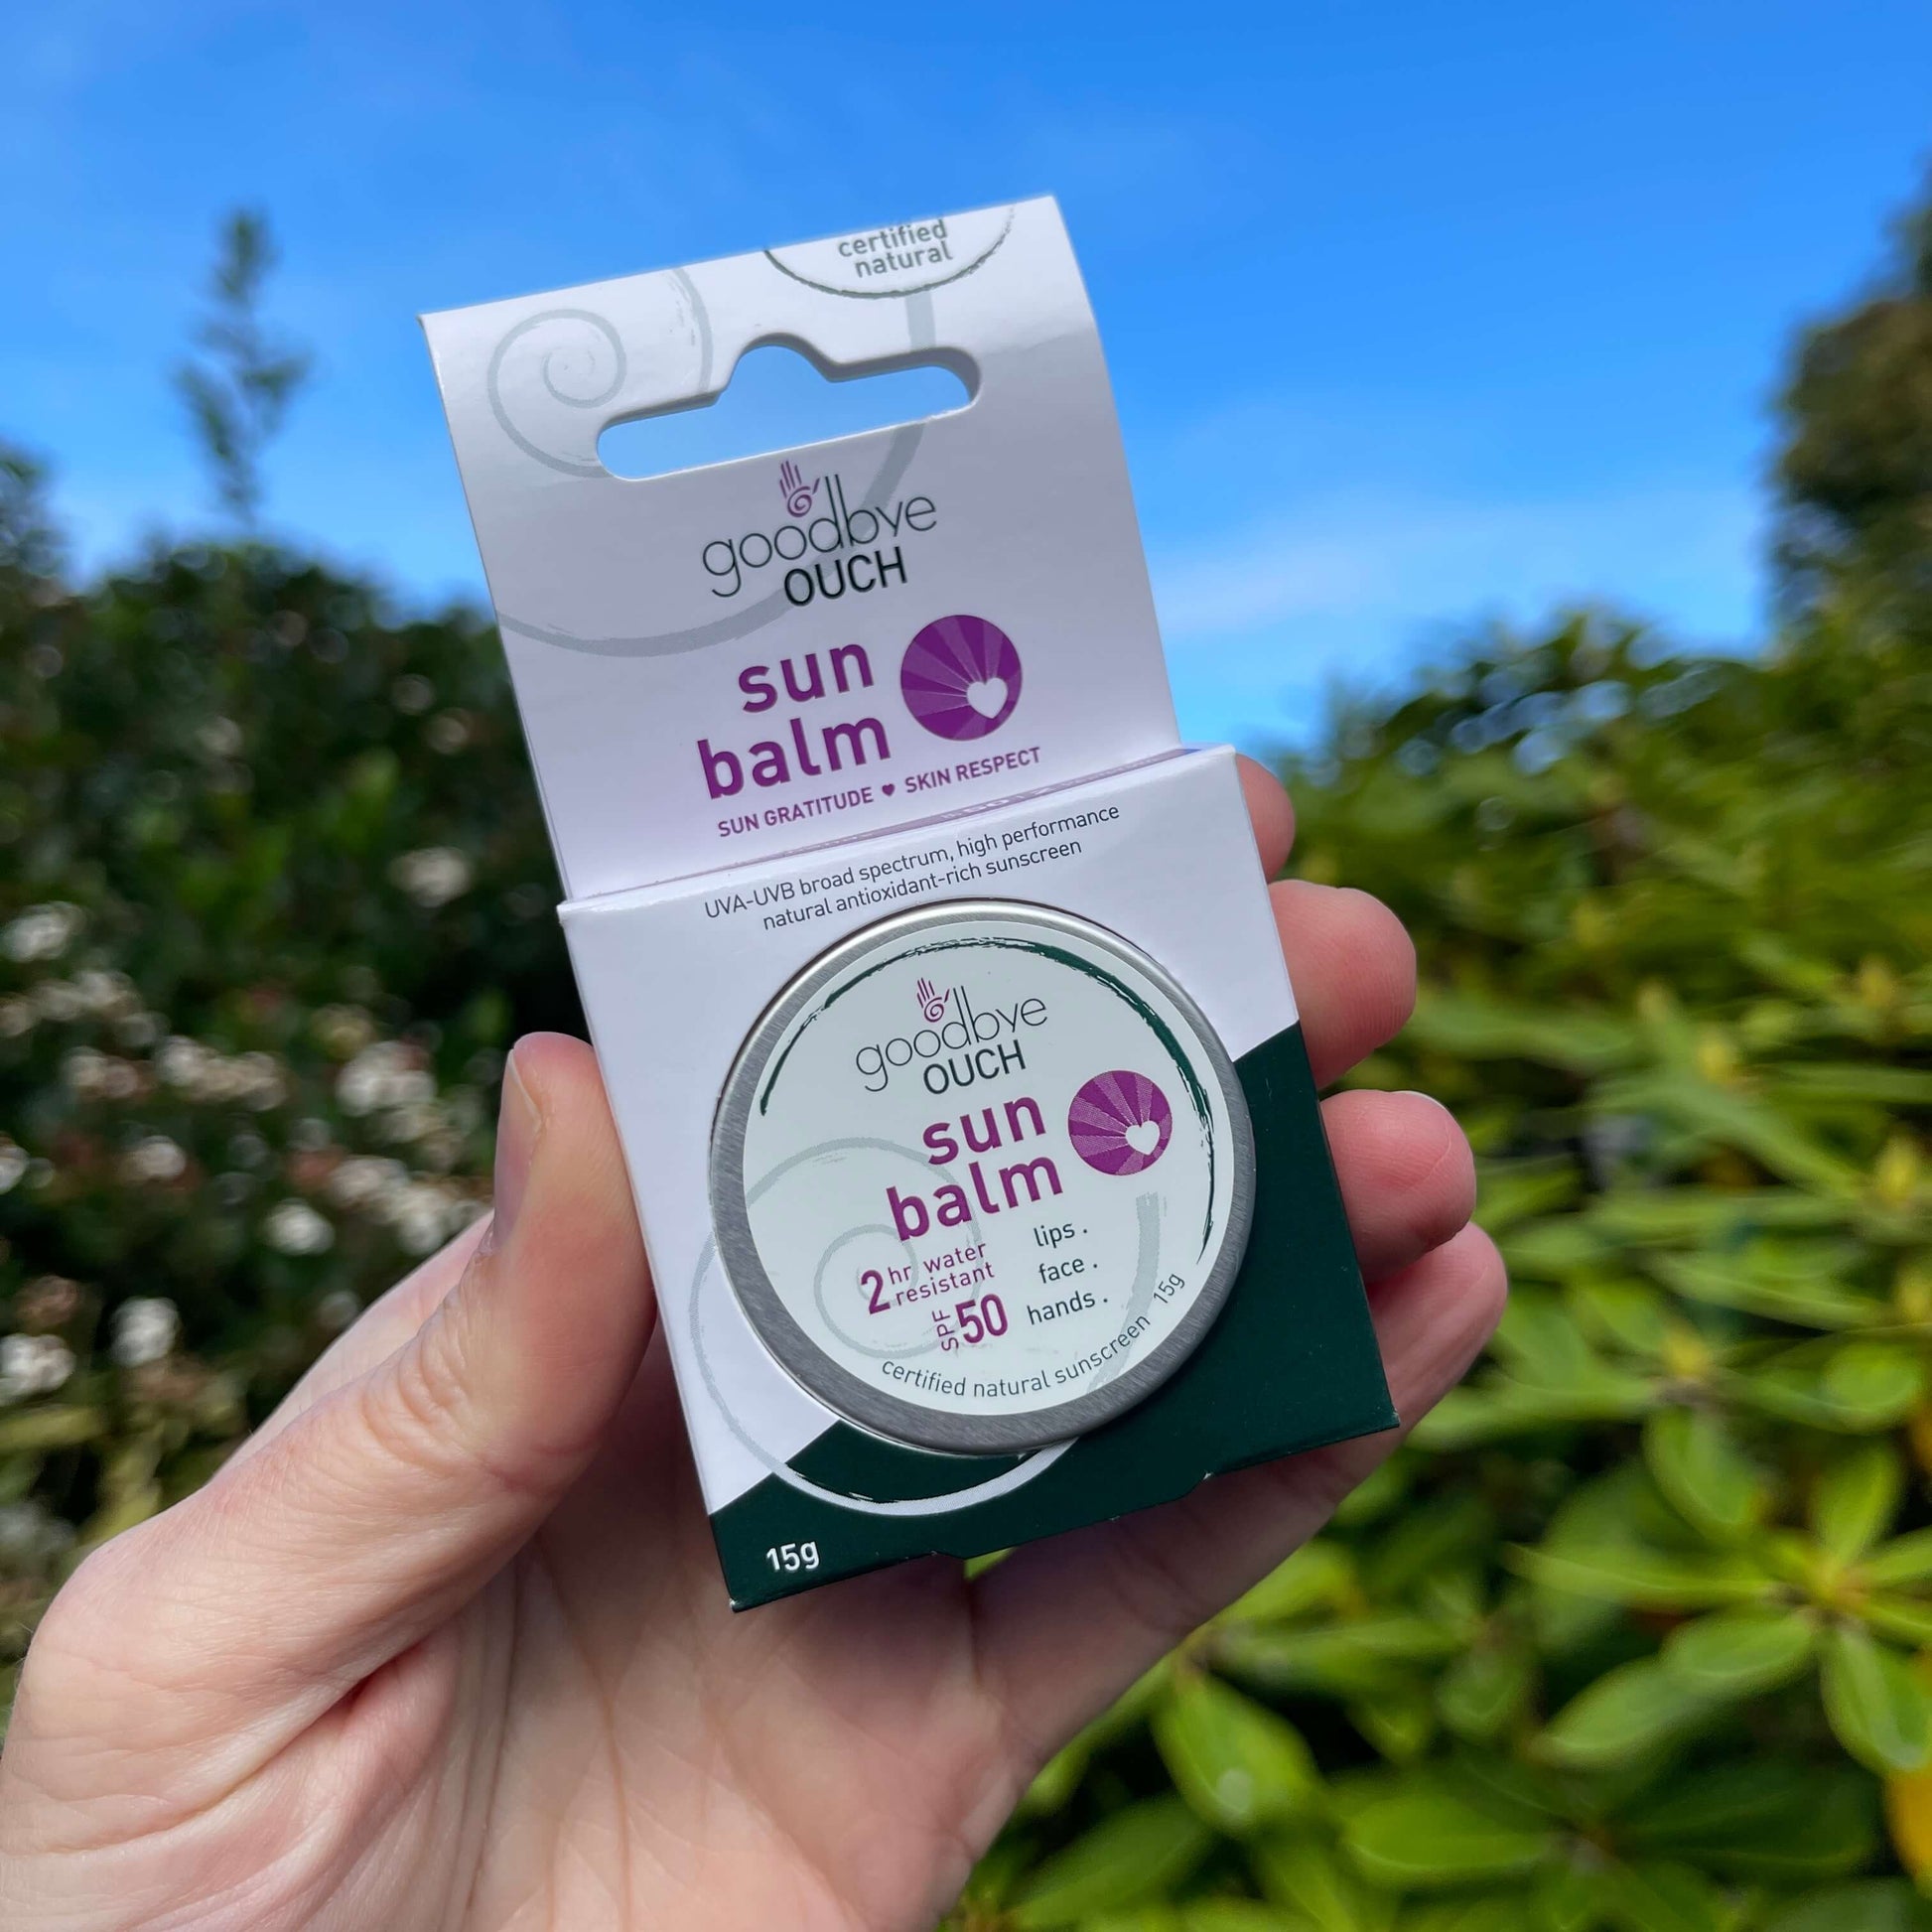 certified
natural
goodbye
OUCH
sun
balm
SUN GRATITUDE ♥ SKIN RESPECT
UVA-UVB broad spectrum, high performance
natural antioxidant-rich sunscreen
goodbye
OUCH
sun
balm
2 hr water
resistant
SPF 50
lips .
face .
hands .
certified natural sunscreen 15g
15g